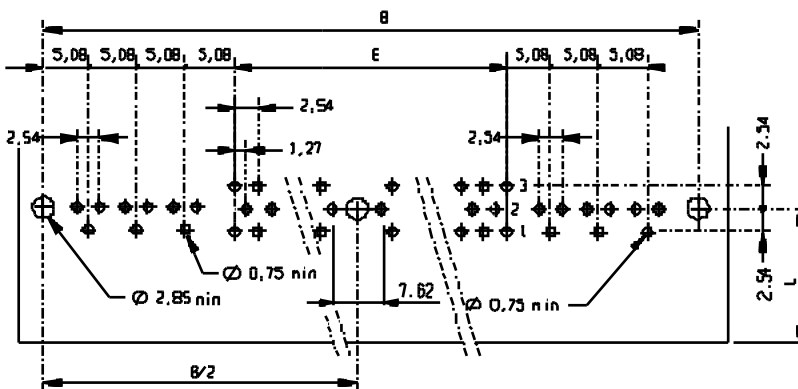 B
5,08 5,08 5,08 5,08 E 5,08 5,08 5,08
2,54
2,54 2,54 2.54
1,27
3
2
1
Ø 0,75 min
Ø 2,85 min 7.62 Ø 0,75 min 2.54 L
B/2